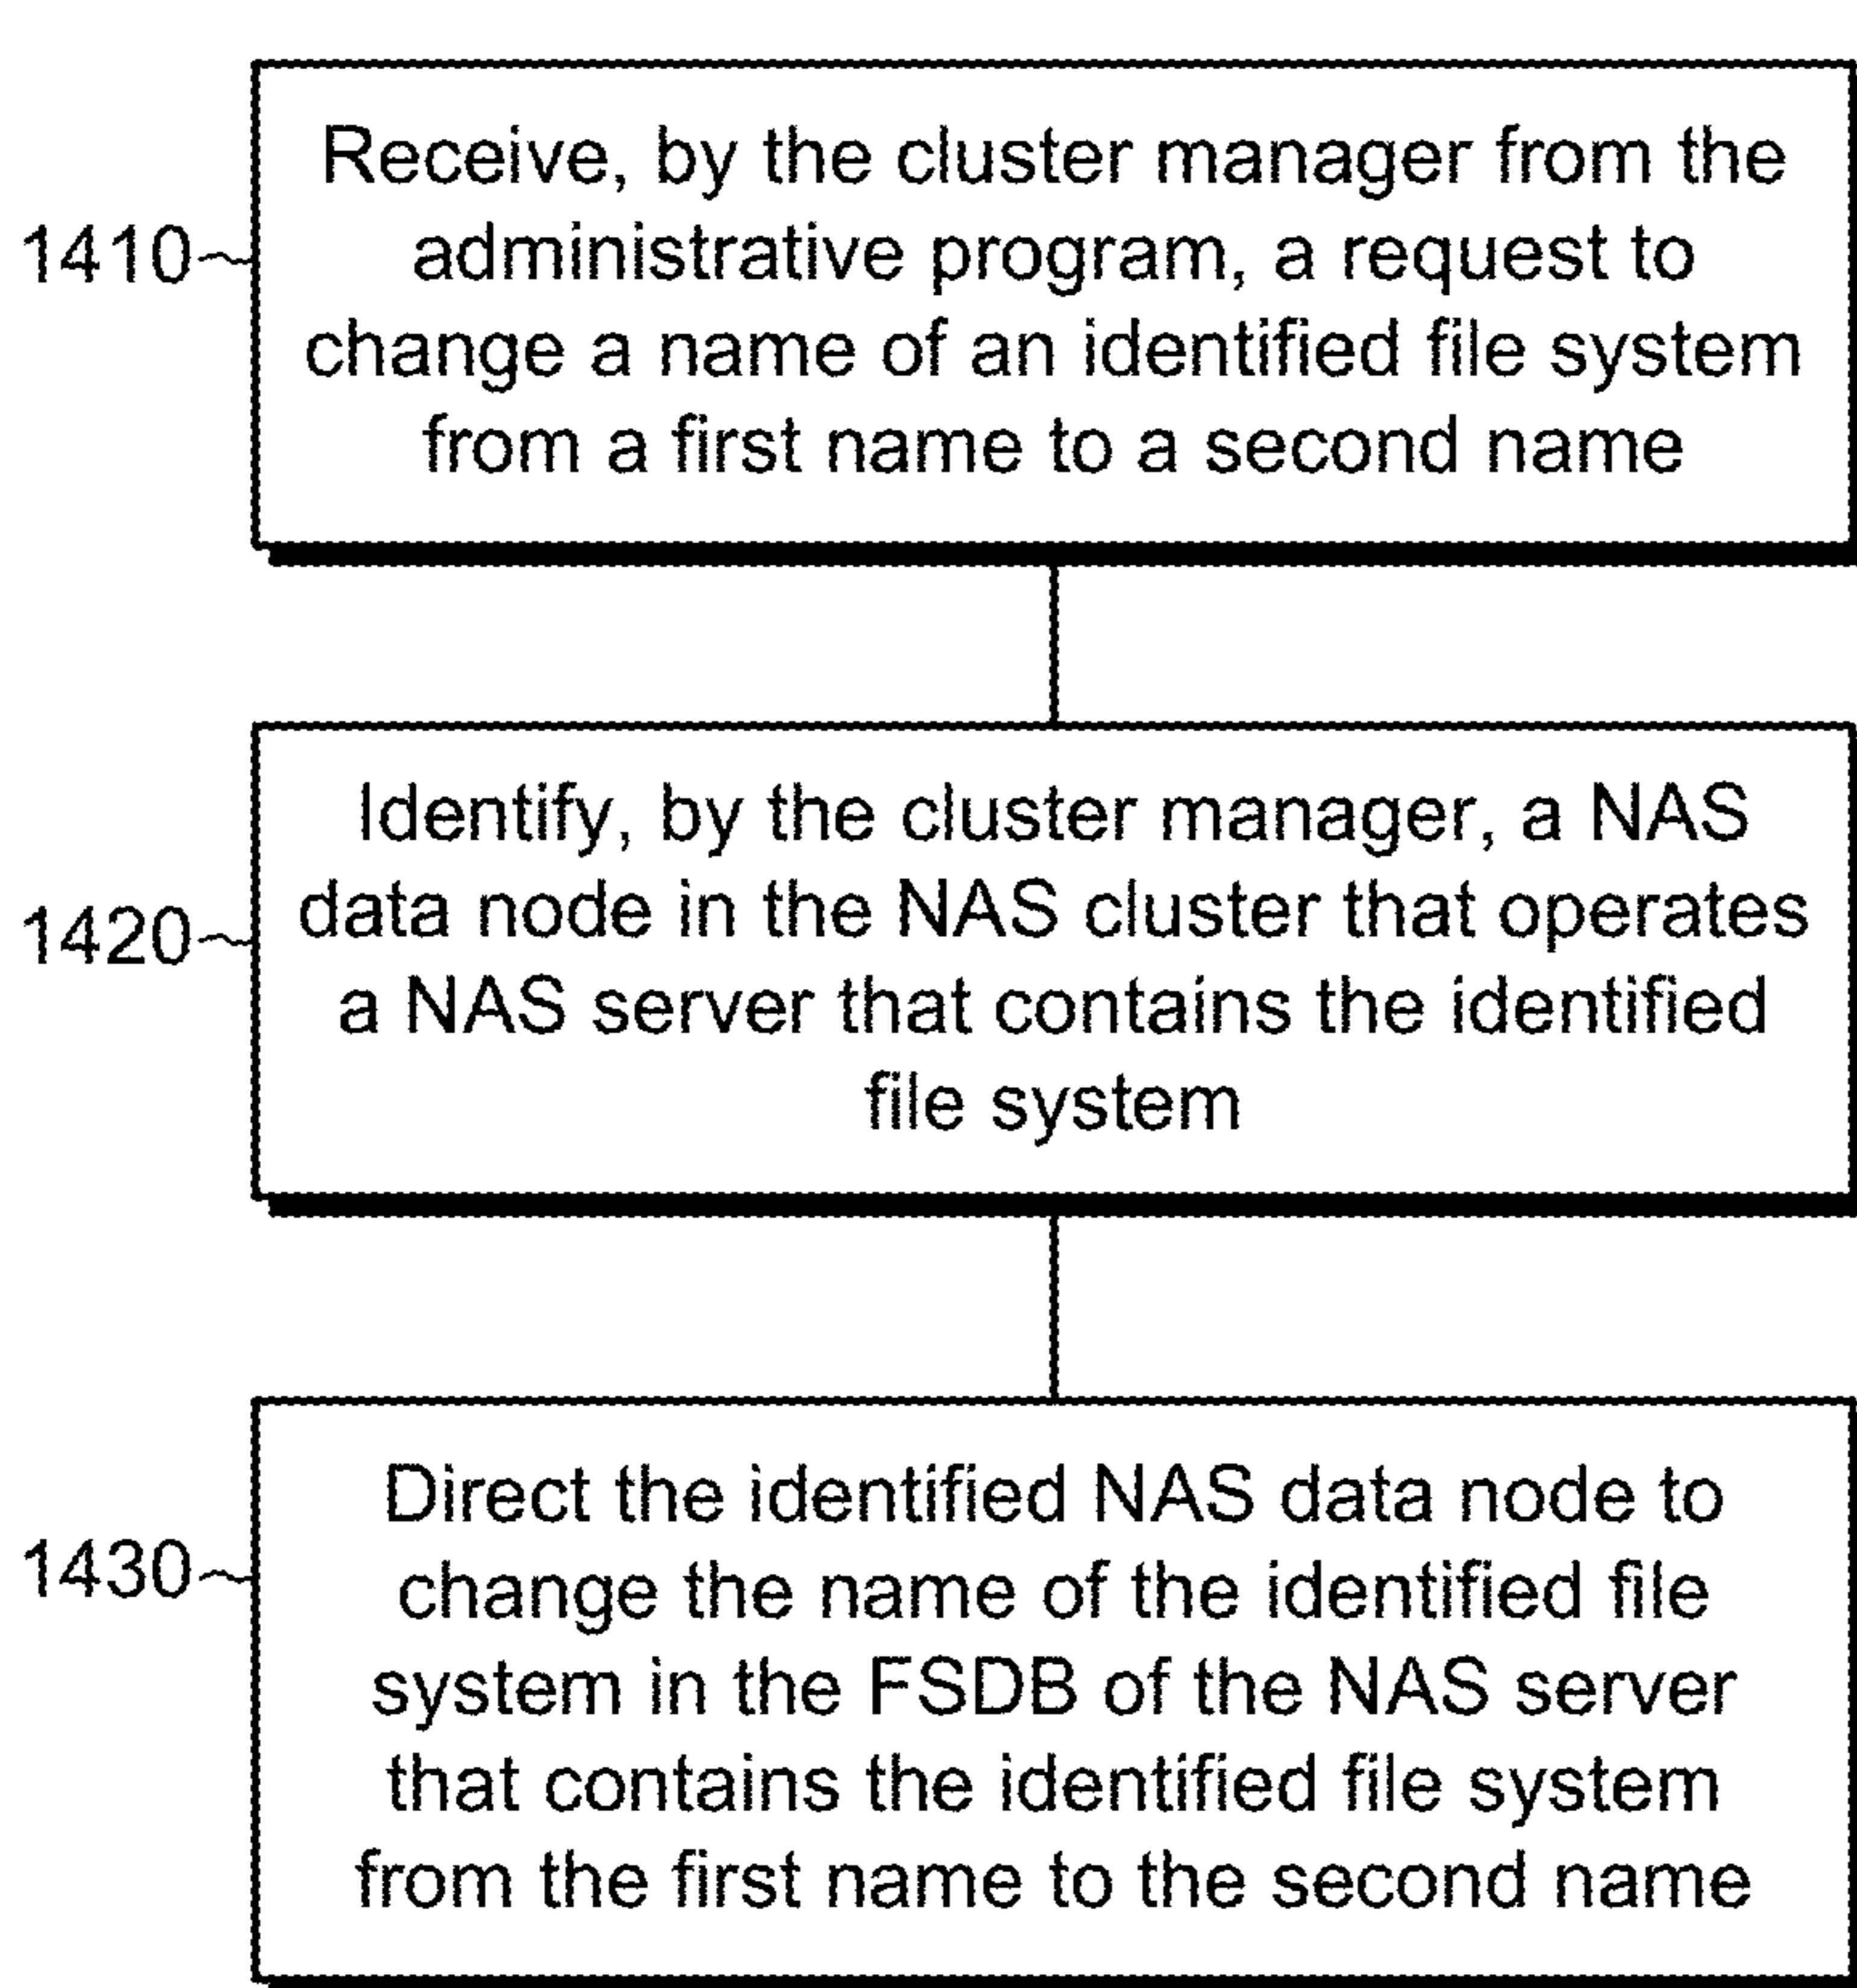 Receive, by the cluster manager from the
administrative program, a request to
change a name of an identified file system
from a first name to a second name
1410
Identify, by the cluster manager, a NAS
data node in the NAS cluster that operates
a NAS server that contains the identified
file system
1420
Direct the identified NAS data node to
change the name of the identified file
system in the FSDB of the NAS server
that contains the identified file system
from the first name to the second name
1430